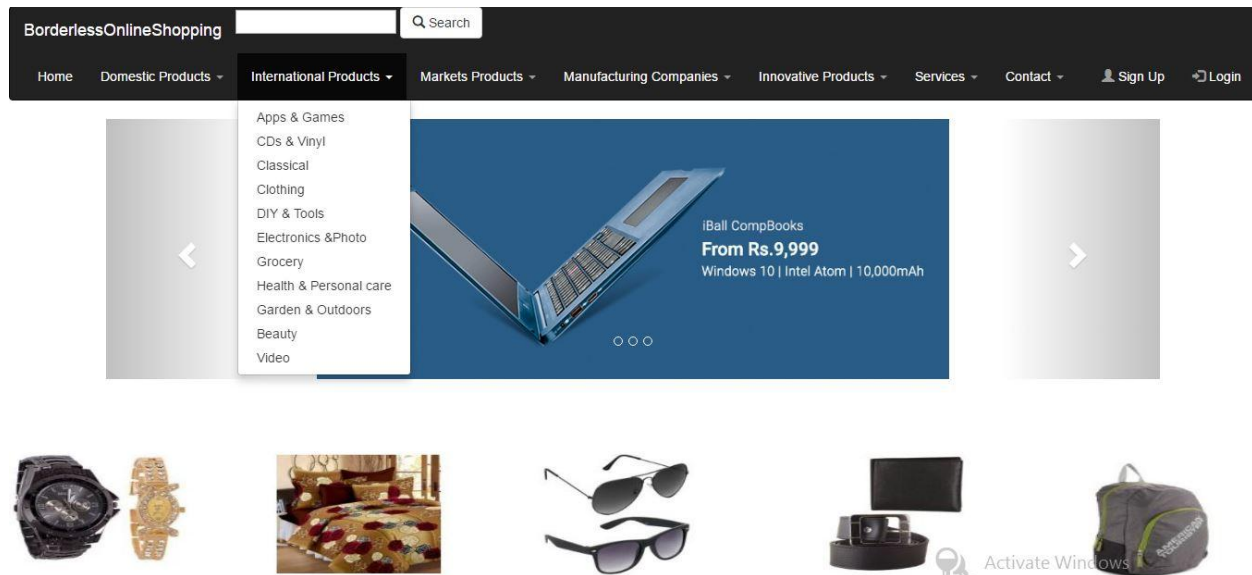 BorderlessOnlineShopping
Search
Home Domestic Products International Products Markets Products Manufacturing Companies Innovative Products Services Contact Sign Up Login
Apps & Games
CDs & Vinyl
Classical
Clothing
DIY & Tools
Electronics &Photo
Grocery
Health & Personal care
Garden & Outdoors
Beauty
Video
iBall CompBooks
From Rs.9,999
Windows 10 | Intel Atom | 10,000mAh
AMERICAN
TOURISTER
Activate Windows